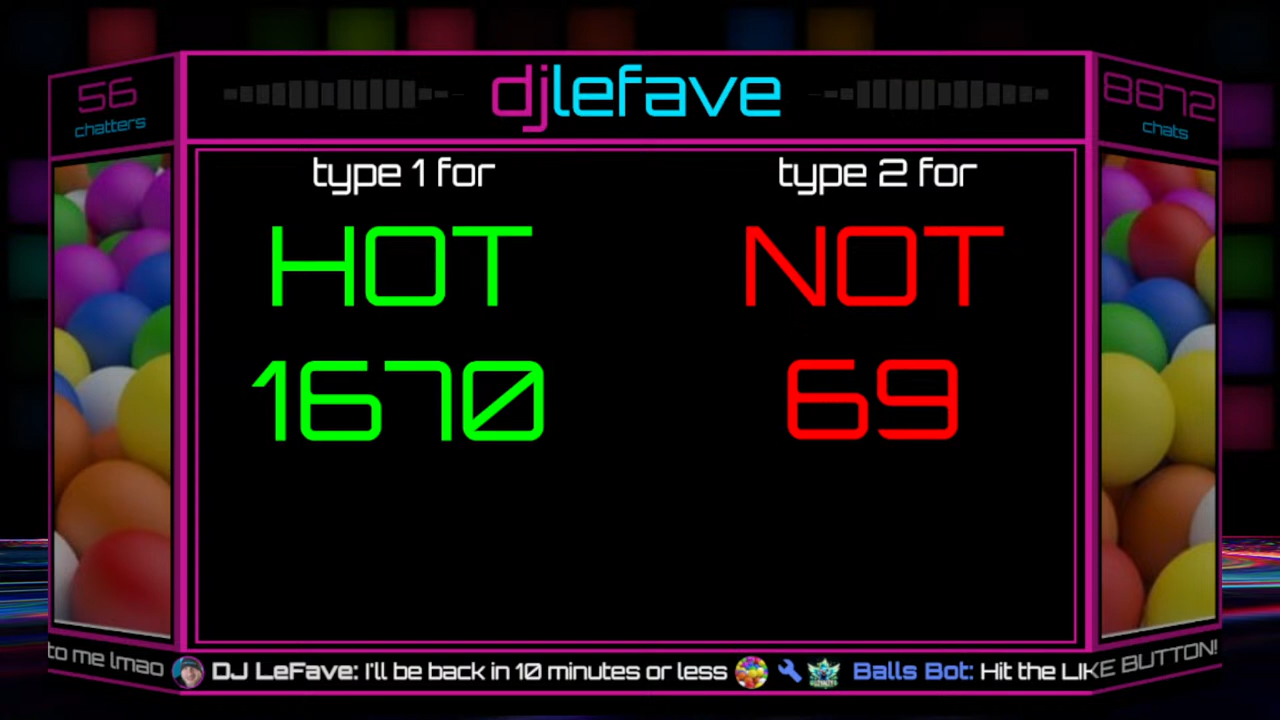 56
chatters
djlefave
8872
chats
type 1 for
HOT
1670
type 2 for
NOT
69
to me lmao DJ LeFave: I'll be back in 10 minutes or less Balls Bot: Hit the LIKE BUTTON!